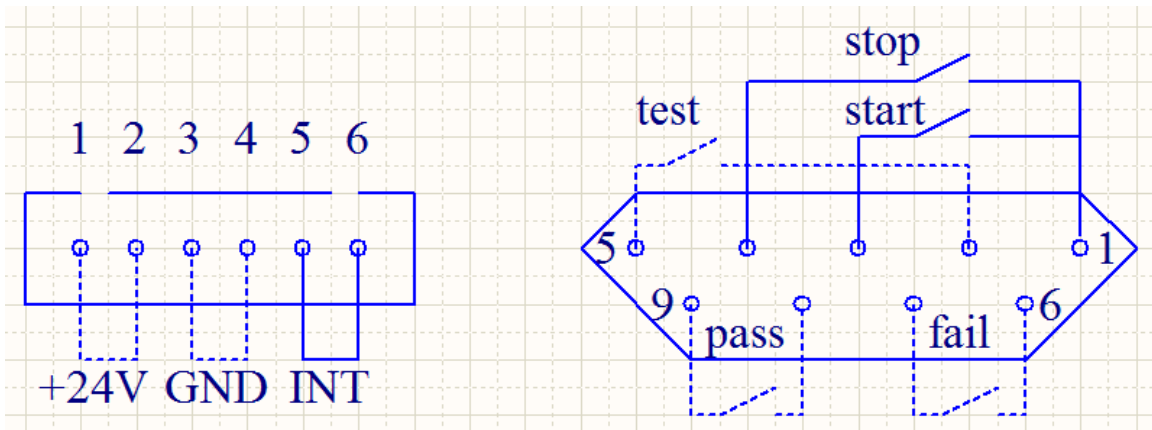 stop
test start
1 2 3 4 5 6
5 1
9 6
pass fail
+24V GND INT